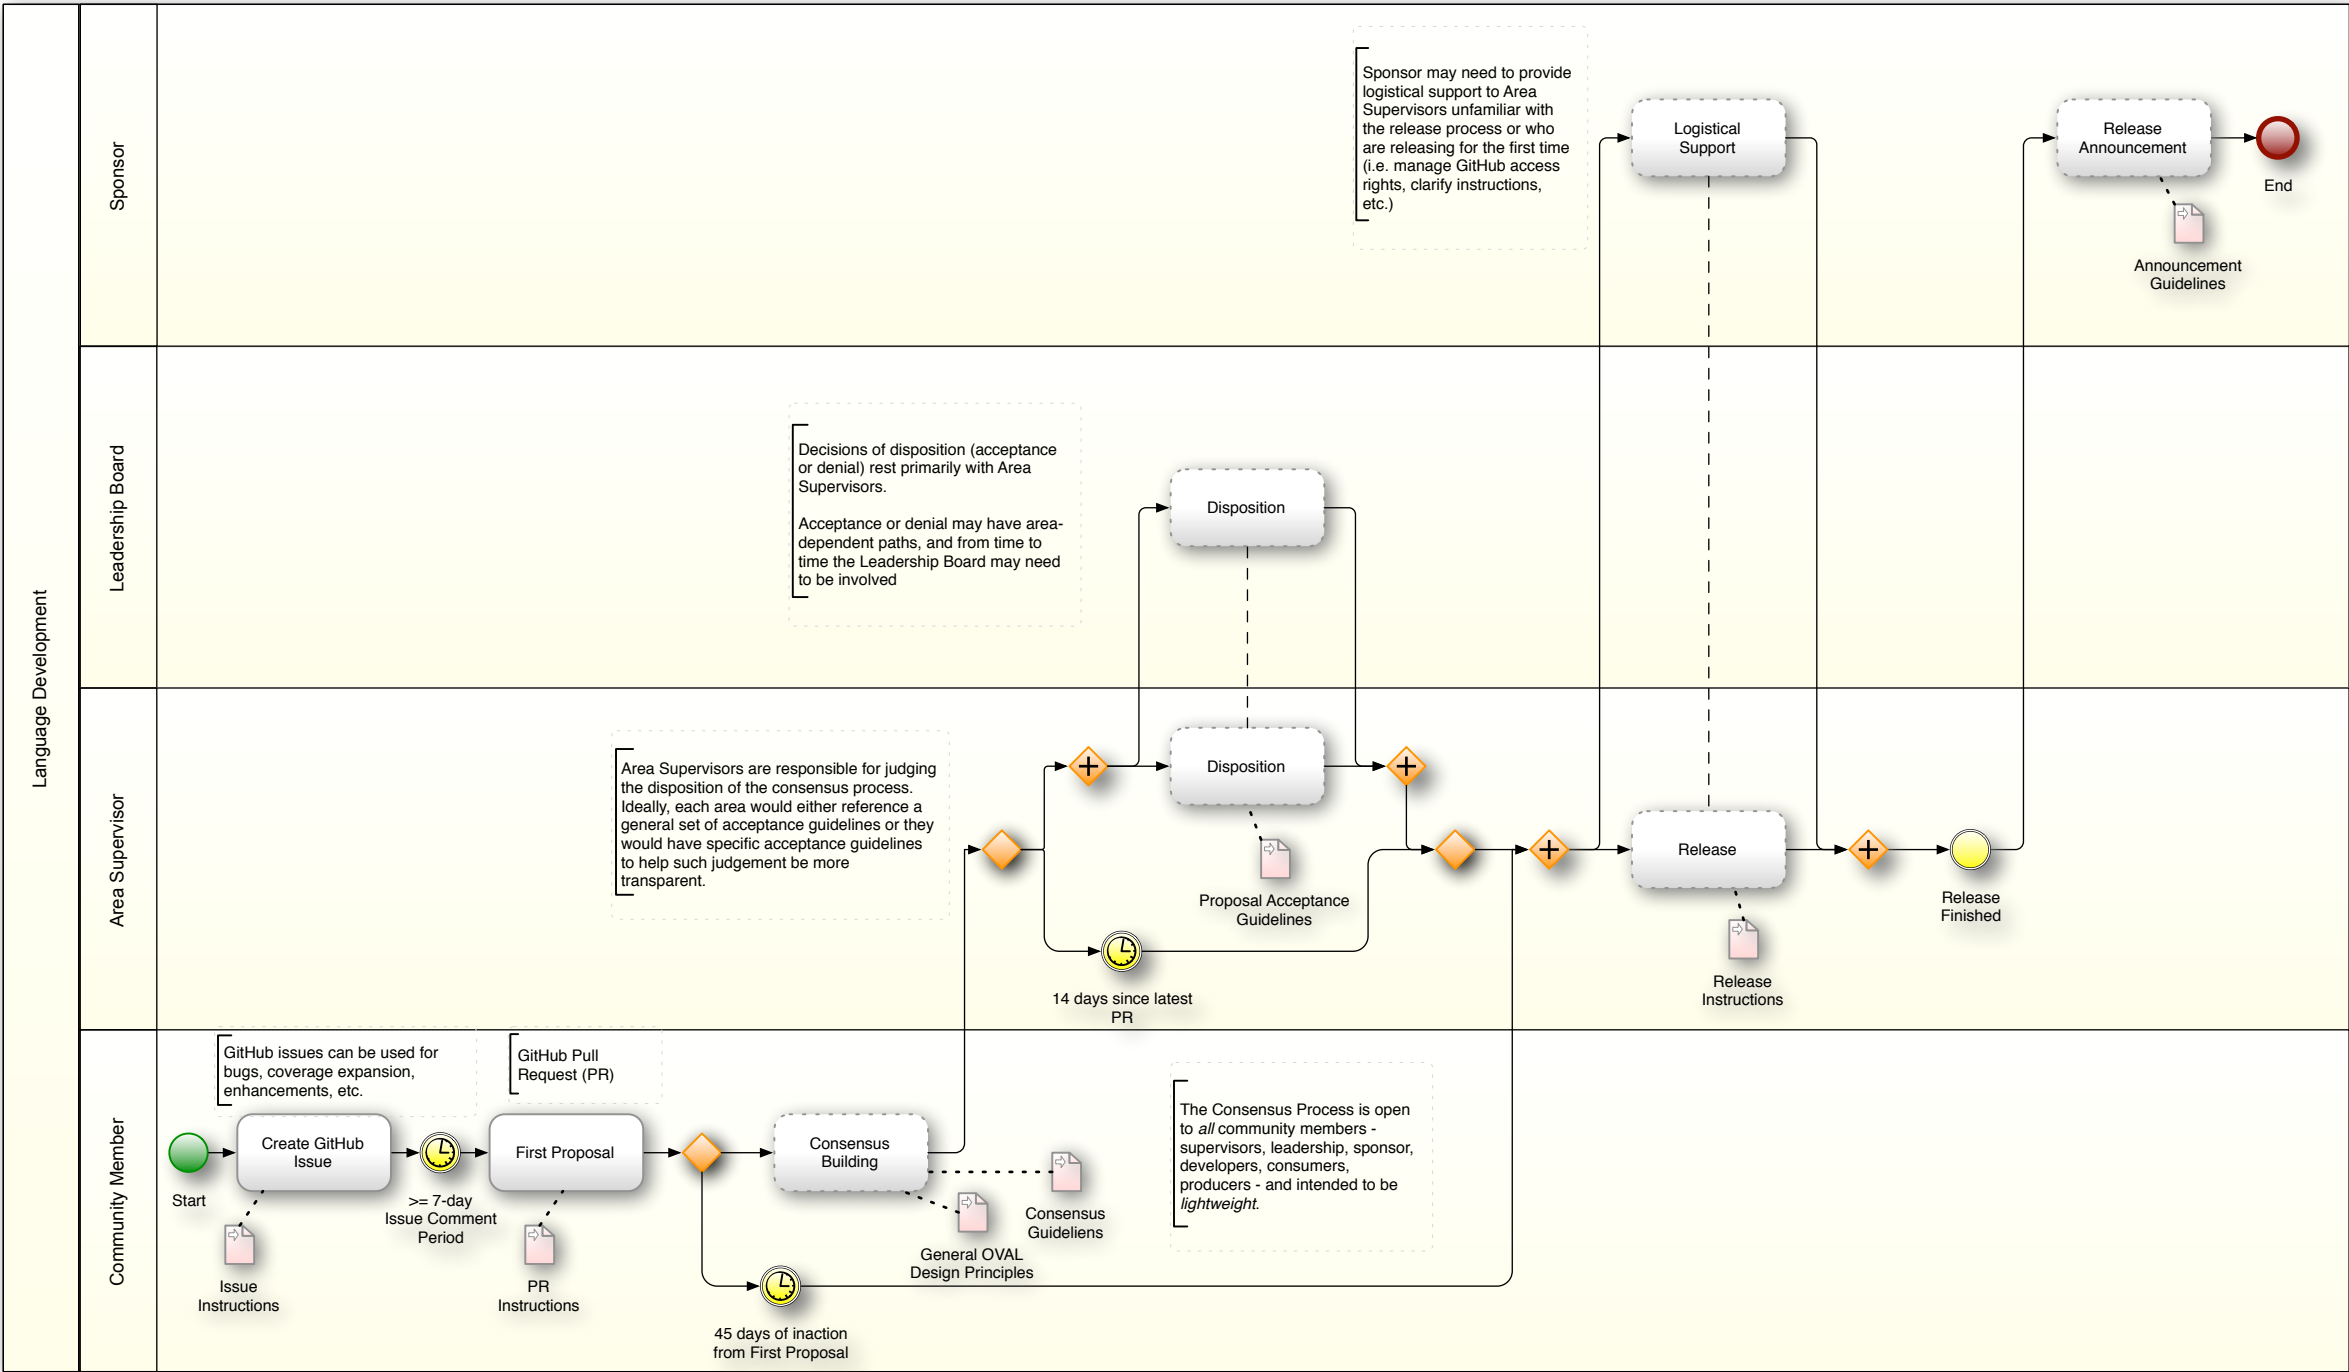 Language Development
Sponsor
Sponsor may need to provide
logistical support to Area
Supervisors unfamiliar with
the release process or who
are releasing for the first time
(i.e. manage GitHub access
rights, clarify instructions,
etc.)
Logistical
Support
Release
Announcement
End
Announcement
Guidelines
Leadership Board
Decisions of disposition (acceptance
or denial) rest primarily with Area
Supervisors.
Acceptance or denial may have area-
dependent paths, and from time to
time the Leadership Board may need
to be involved
Disposition
Area Supervisor
Area Supervisors are responsible for judging
the disposition of the consensus process.
Ideally, each area would either reference a
general set of acceptance guidelines or they
would have specific acceptance guidelines
to help such judgement be more
transparent.
Disposition
Proposal Acceptance
Guidelines
14 days since latest
PR
Release
Release
Instructions
Release
Finished
Community Member
GitHub issues can be used for
bugs, coverage expansion,
enhancements, etc.
GitHub Pull
Request (PR)
Start
Create GitHub
Issue
Issue
Instructions
>= 7-day
Issue Comment
Period
First Proposal
PR
Instructions
Consensus
Building
General OVAL
Design Principles
Consensus
Guideliens
45 days of inaction
from First Proposal
The Consensus Process is open
to all community members -
supervisors, leadership, sponsor,
developers, consumers,
producers - and intended to be
lightweight.